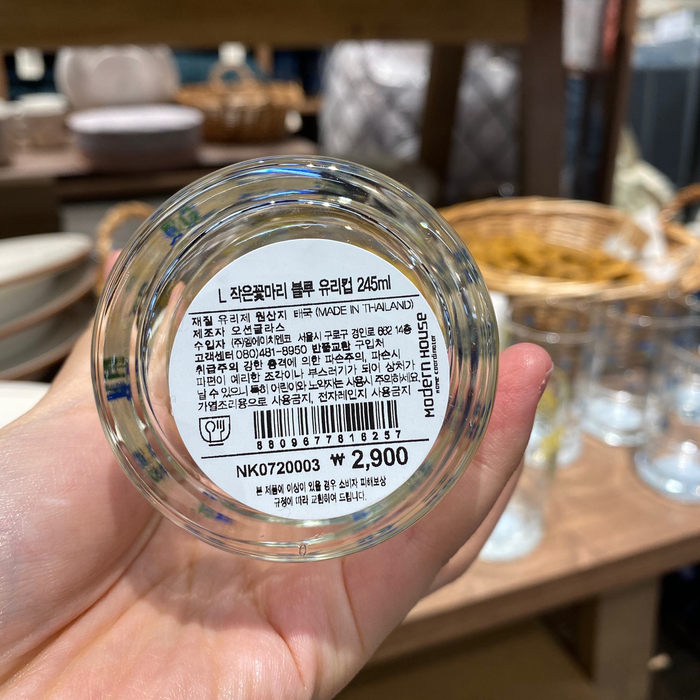 L 작은꽃마리 블루 유리컵 245ml
재질 유리제 원산지 태국 (MADE IN THAILAND)
제조자 오션글라스
수입자 (주)엠에이치앤코 서울시 구로구 경인로 662 14층
고객센터 080)481-8950 반품교환 구입처
취급주의 강한 충격에 의한 파손주의, 파손시
파편이 예리한 조각이나 부스러기가 되어 상처가
날 수 있으니 특히 어린이와 노약자는 사용시 주의하세요.
가열조리용으로 사용금지, 전자레인지 사용금지
MODERN HOUSE
HOME COORDINATOR
8809677816257
NK0720003 ₩ 2,900
본 제품에 이상이 있을 경우 소비자 피해보상
규정에 따라 교환하여 드립니다.